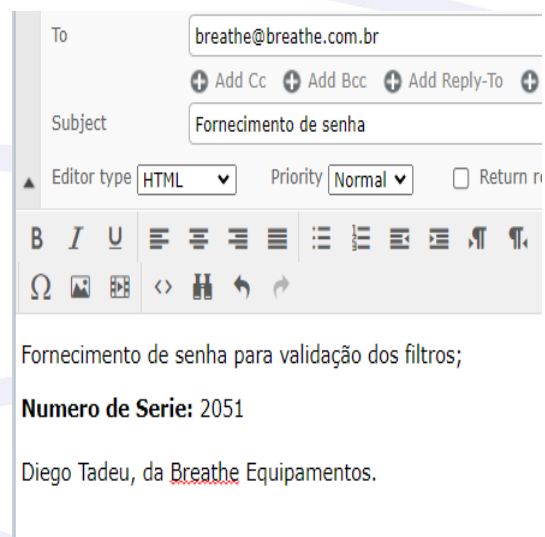 To breathe@breathe.com.br
Add Cc Add Bcc Add Reply-To
Subject Fornecimento de senha
Editor type HTML Priority Normal Return
B I U
Ω
Fornecimento de senha para validação dos filtros;
Numero de Serie: 2051
Diego Tadeu, da Breathe Equipamentos.